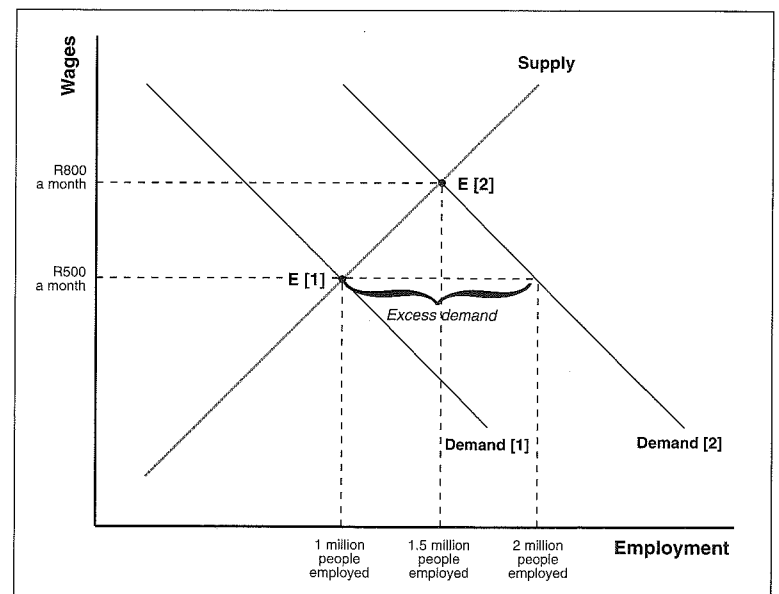 Wages
Supply
R800
a month
E [2]
R500
a month
E [1]
Excess demand
Demand [1]
Demand [2]
1 million
people
employed
1.5 million
people
employed
2 million
people
employed
Employment